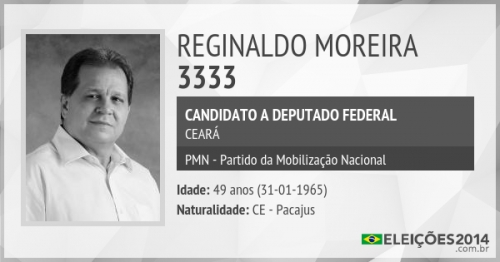 REGINALDO MOREIRA
3333
CANDIDATO A DEPUTADO FEDERAL
CEARÁ
PMN - Partido da Mobilização Nacional
Idade: 49 anos (31-01-1965)
Naturalidade: CE - Pacajus
ELEIÇÕES2014
.com.br